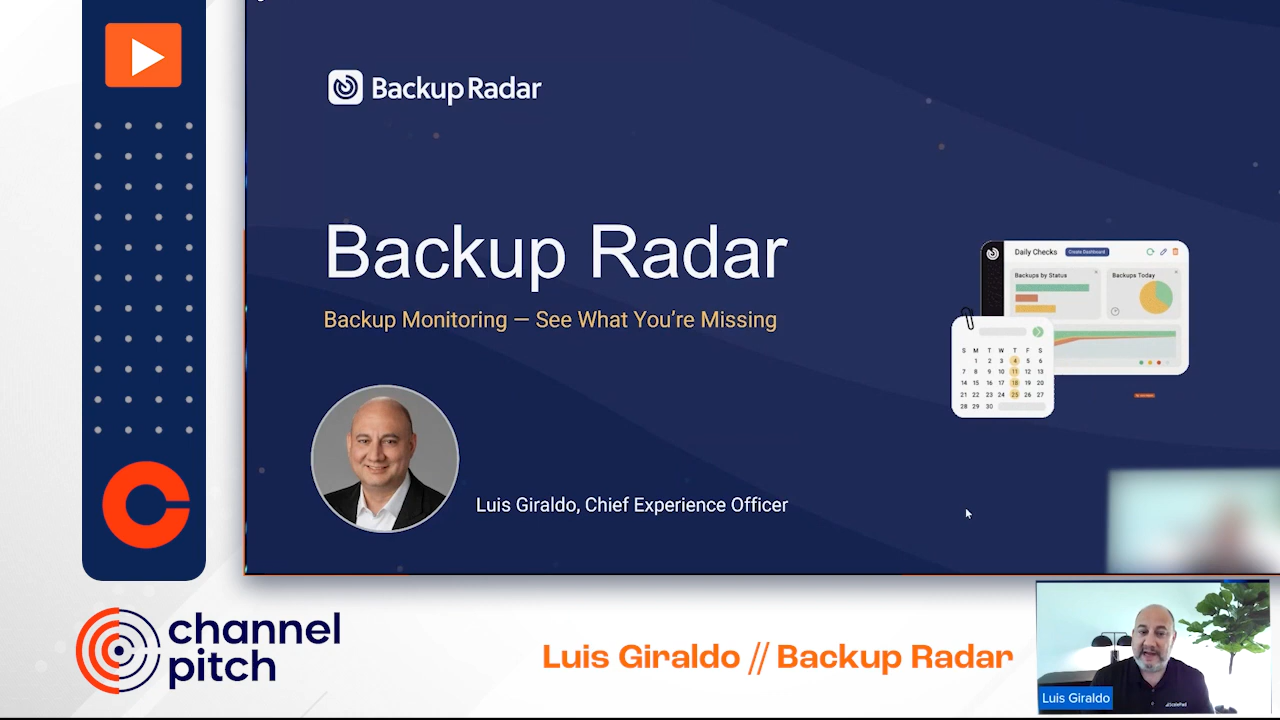 Backup Radar
Backup Radar
Backup Monitoring — See What You're Missing
Luis Giraldo, Chief Experience Officer
Daily Checks
Create Dashboard
Backups by Status
Backups Today
S M T W T F S
1 2 3 4 5 6
7 8 9 10 11 12 13
14 15 16 17 18 19 20
21 22 23 24 25 26 27
28 29 30
channel
pitch
Luis Giraldo // Backup Radar
Luis Giraldo
ScalePad